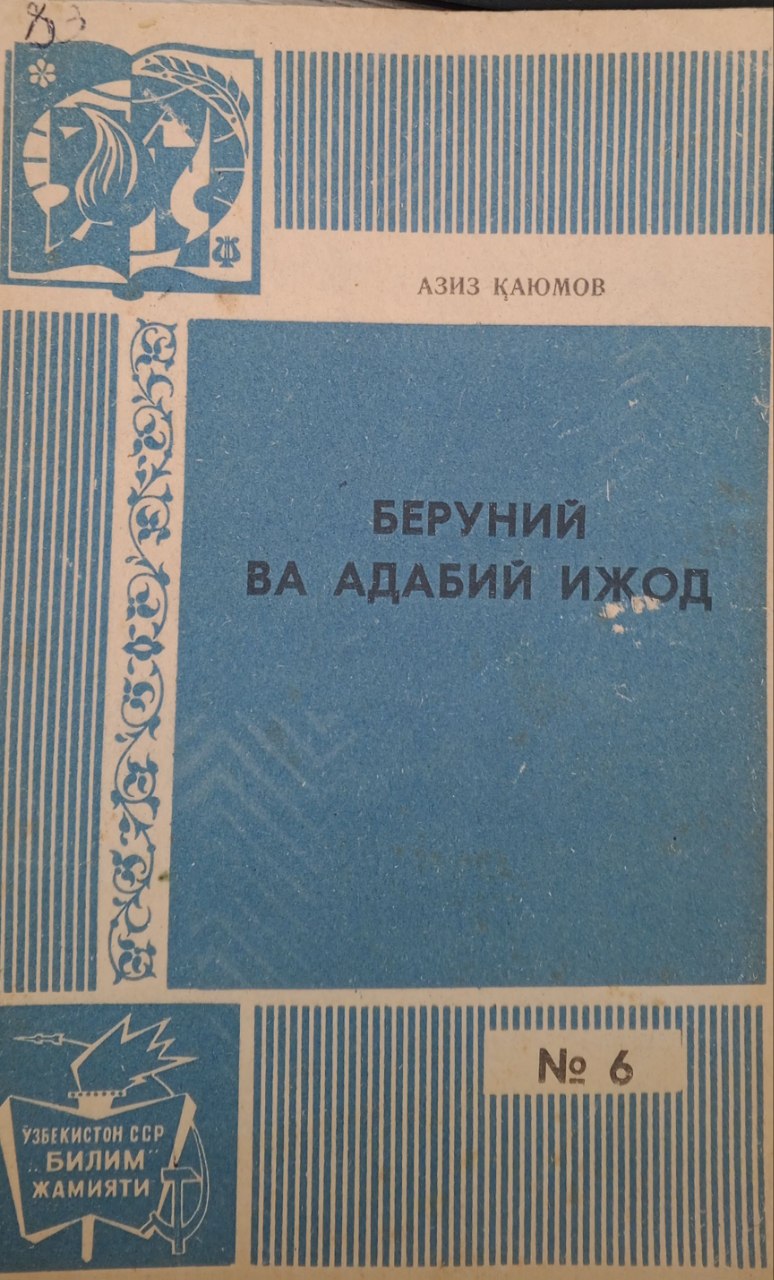 АЗИЗ ҚАЮМОВ
БЕРУНИЙ
ВА АДАБИЙ ИЖОД
№ 6
ЎЗБЕКИСТОН ССР
„БИЛИМ"
ЖАМИЯТИ